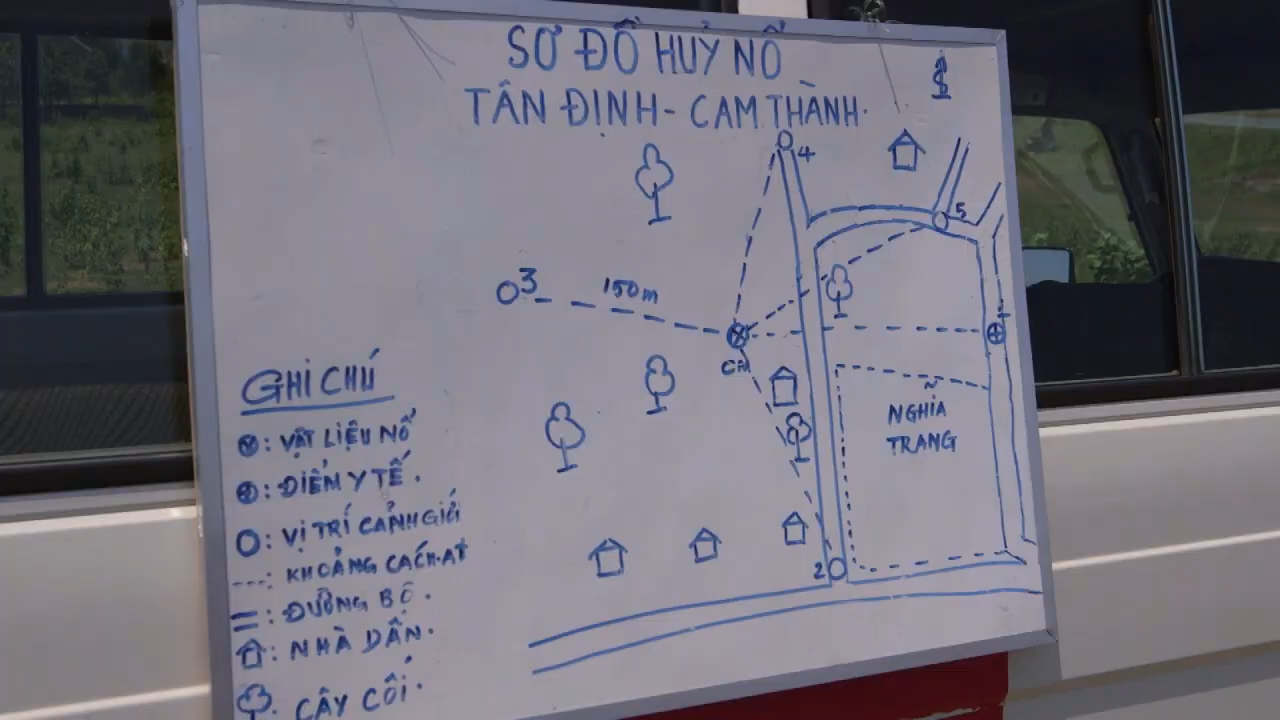 SƠ ĐỒ HUỶ NỔ
TÂN ĐỊNH - CAM THÀNH.
4
5
3
150m
NGHĨA
TRANG
2
GHI CHÚ
: VẬT LIỆU NỔ
: ĐIỂM Y TẾ.
: VỊ TRÍ CẢNH GIỚI
: KHOẢNG CÁCH AT
: ĐƯỜNG BỘ.
: NHÀ DÂN.
: CÂY CỐI.